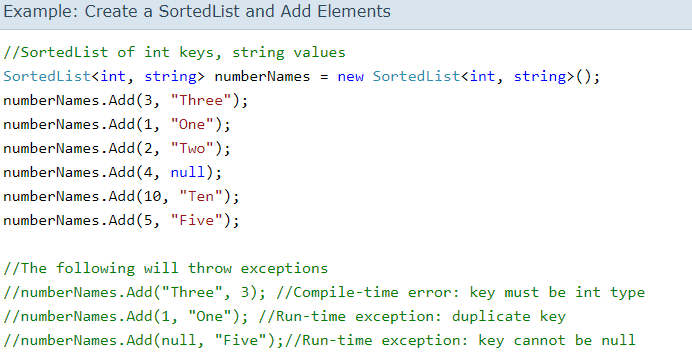 Example: Create a SortedList and Add Elements
//SortedList of int keys, string values
SortedList<int, string> numberNames = new SortedList<int, string>();
numberNames.Add(3, "Three");
numberNames.Add(1, "One");
numberNames.Add(2, "Two");
numberNames.Add(4, null);
numberNames.Add(10, "Ten");
numberNames.Add(5, "Five");
//The following will throw exceptions
//numberNames.Add("Three", 3); //Compile-time error: key must be int type
//numberNames.Add(1, "One"); //Run-time exception: duplicate key
//numberNames.Add(null, "Five");//Run-time exception: key cannot be null